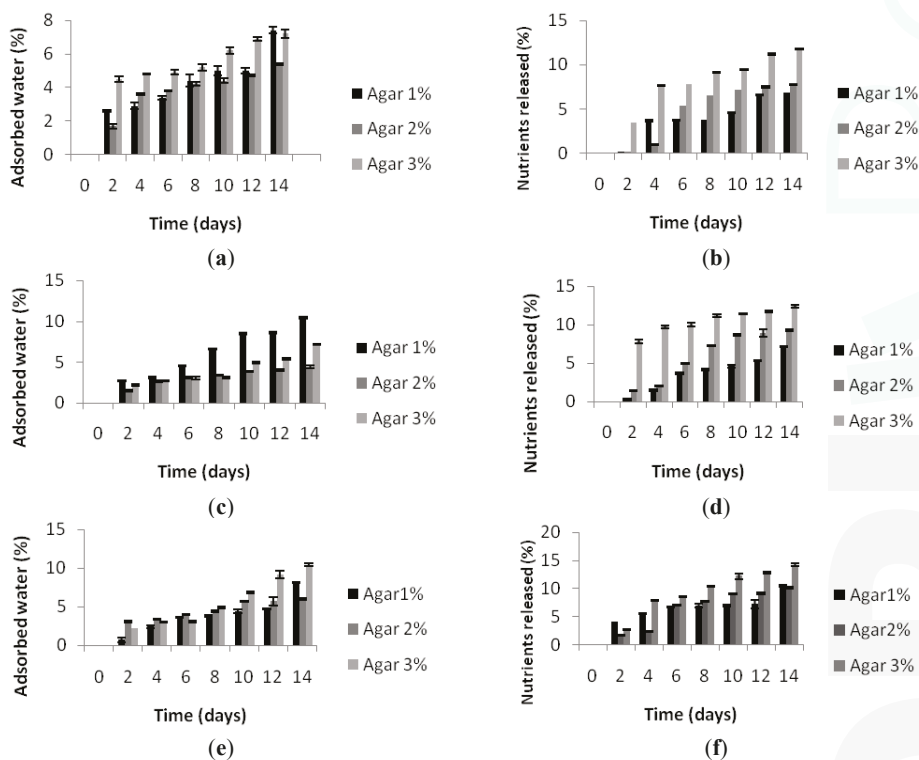 Adsorbed water (%)
8
6
4
2
0
0 2 4 6 8 10 12 14
Time (days)
Agar 1%
Agar 2%
Agar 3%
(a)
Nutrients released (%)
15
10
5
0
0 2 4 6 8 10 12 14
Time (days)
Agar 1%
Agar 2%
Agar 3%
(b)
Adsorbed water (%)
15
10
5
0
0 2 4 6 8 10 12 14
Time (days)
Agar 1%
Agar 2%
Agar 3%
(c)
Nutrients released (%)
15
10
5
0
0 2 4 6 8 10 12 14
Time (days)
Agar 1%
Agar 2%
Agar 3%
(d)
Adsorbed water (%)
15
10
5
0
0 2 4 6 8 10 12 14
Time (days)
Agar1%
Agar 2%
Agar 3%
(e)
Nutrients released (%)
20
15
10
5
0
0 2 4 6 8 10 12 14
Time (days)
Agar1%
Agar2%
Agar 3%
(f)